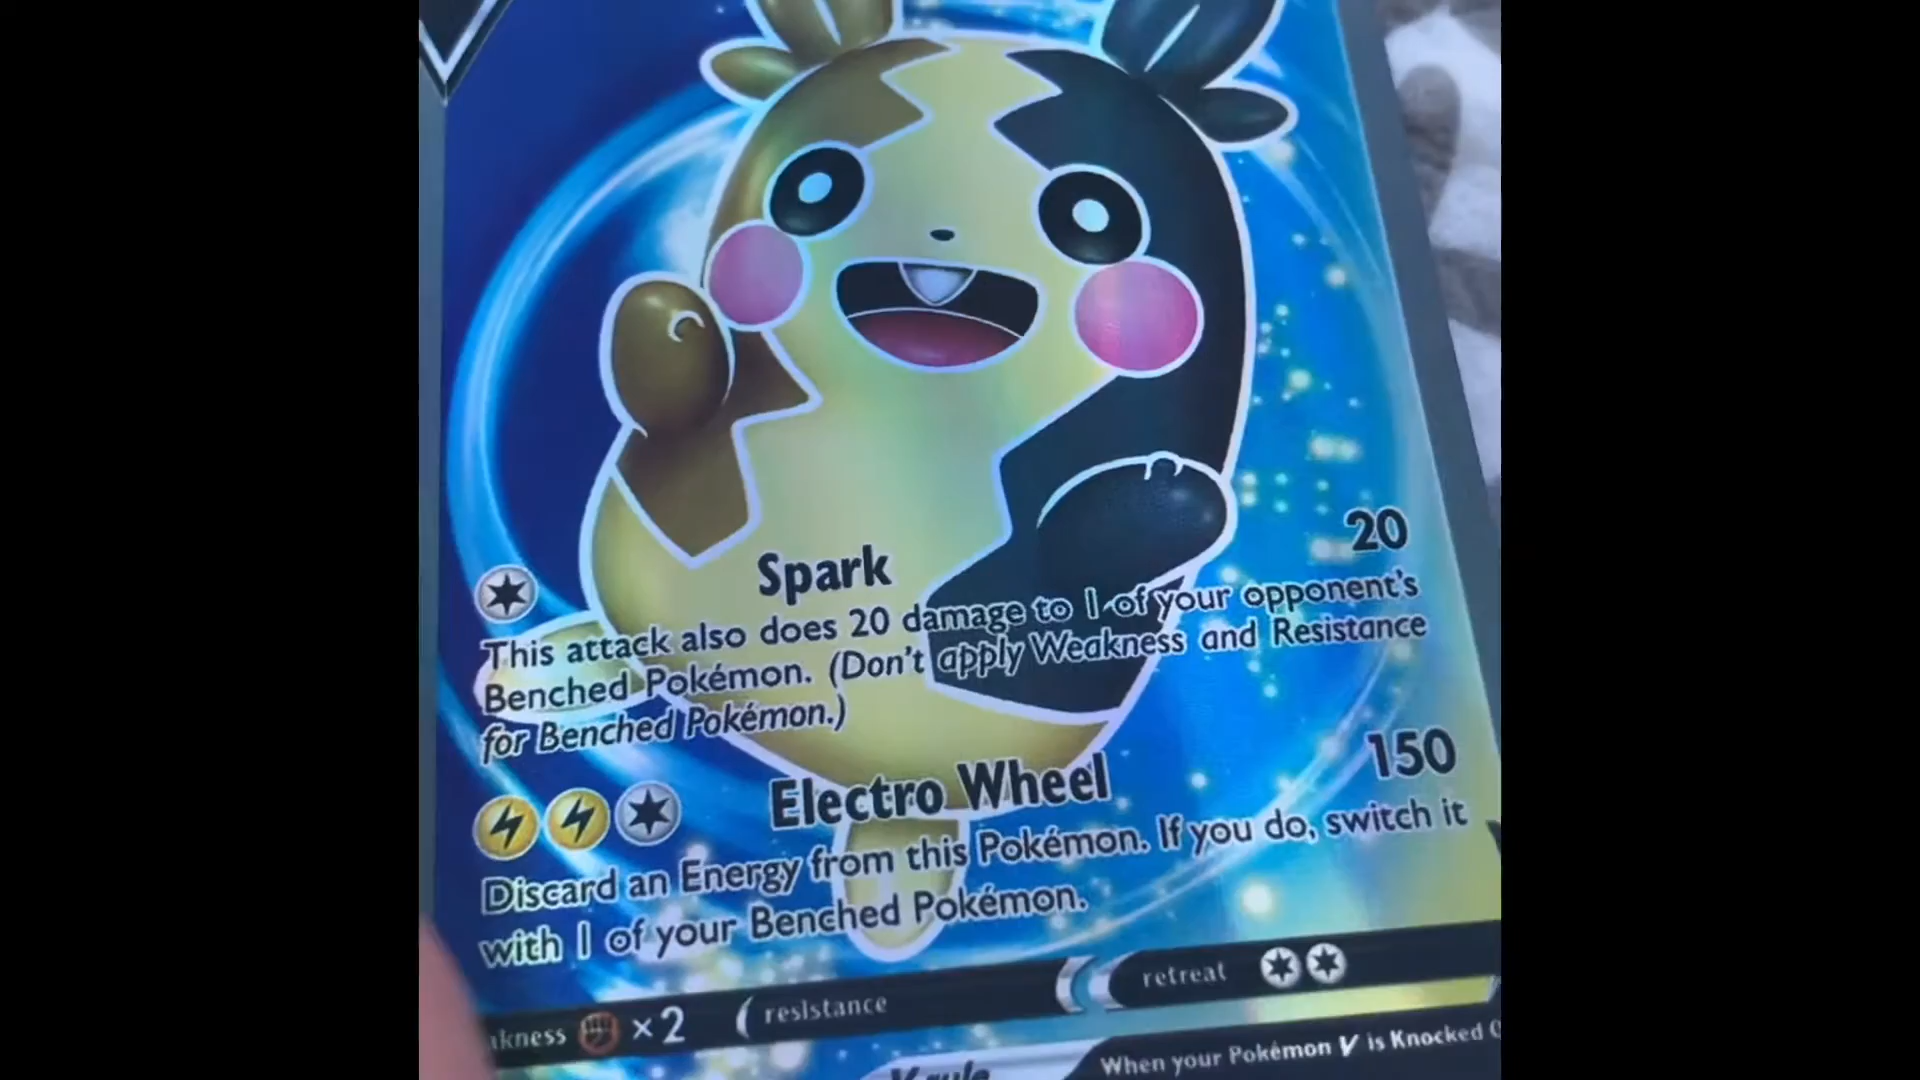 Spark 20
This attack also does 20 damage to 1 of your opponent's
Benched Pokémon. (Don't apply Weakness and Resistance
for Benched Pokémon.)
Electro Wheel 150
Discard an Energy from this Pokémon. If you do, switch it
with 1 of your Benched Pokémon.
×2 resistance retreat
V rule When your Pokémon V is Knocked